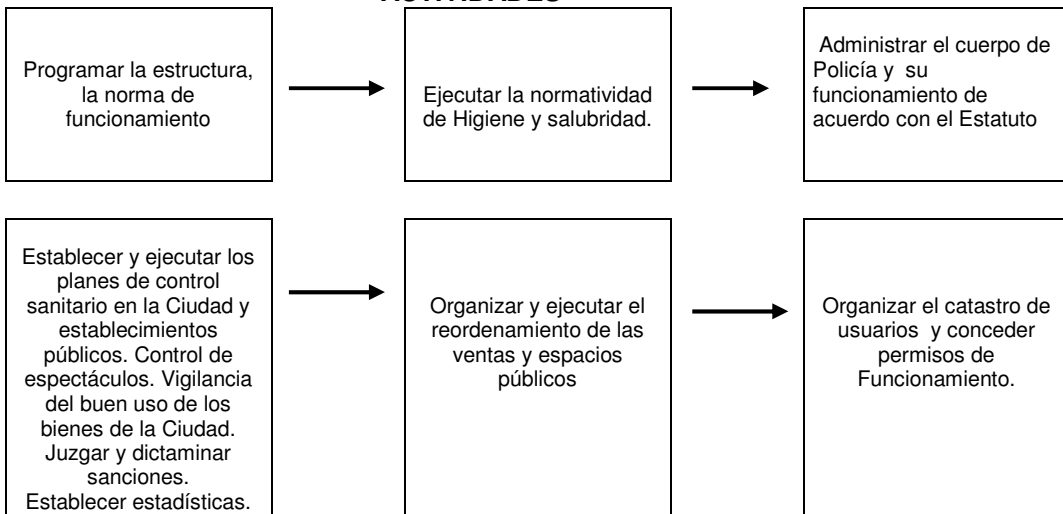 ACTIVIDADES
Programar la estructura,
la norma de
funcionamiento
Ejecutar la normatividad
de Higiene y salubridad.
Administrar el cuerpo de
Policía y su
funcionamiento de
acuerdo con el Estatuto
Establecer y ejecutar los
planes de control
sanitario en la Ciudad y
establecimientos
públicos. Control de
espectáculos. Vigilancia
del buen uso de los
bienes de la Ciudad.
Juzgar y dictaminar
sanciones.
Establecer estadísticas.
Organizar y ejecutar el
reordenamiento de las
ventas y espacios
públicos
Organizar el catastro de
usuarios y conceder
permisos de
Funcionamiento.